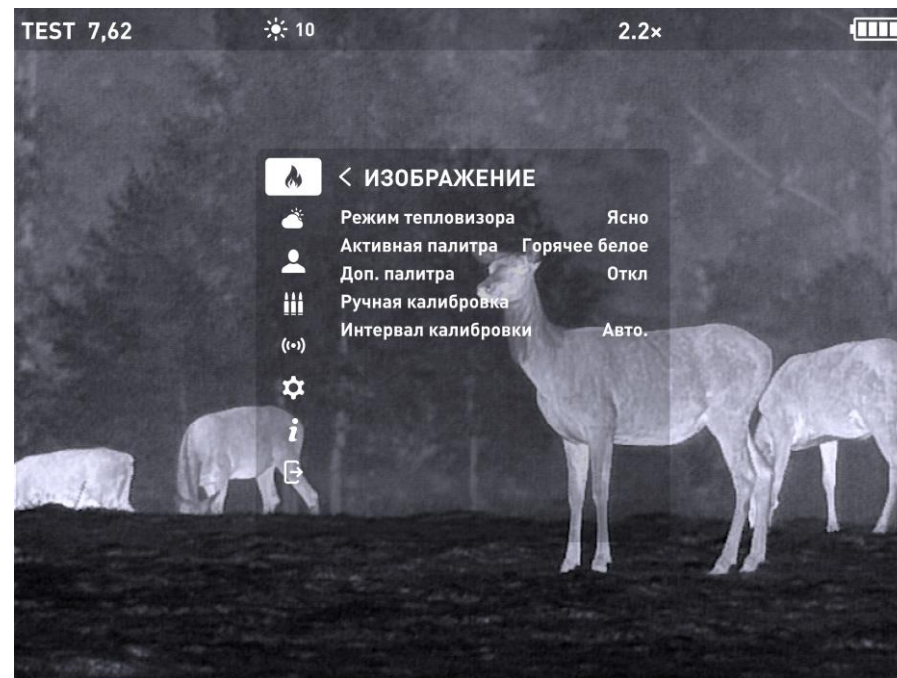 TEST 7,62 10 2.2×
< ИЗОБРАЖЕНИЕ
Режим тепловизора Ясно
Активная палитра Горячее белое
Доп. палитра Откл
Ручная калибровка
Интервал калибровки Авто.